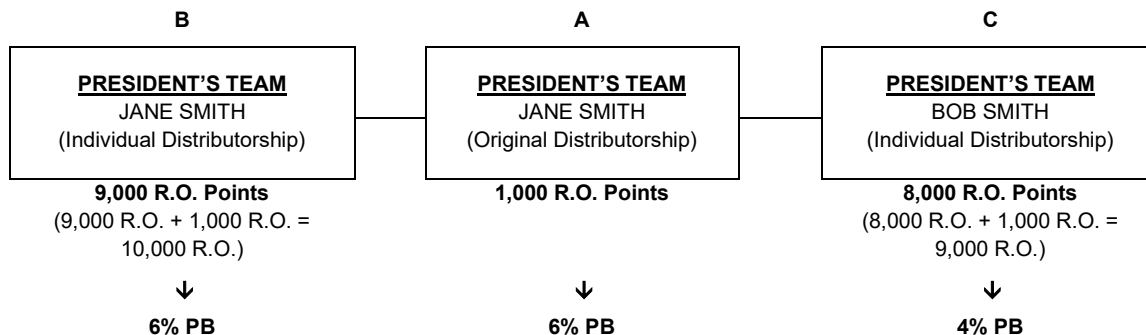 B
PRESIDENT'S TEAM
JANE SMITH
(Individual Distributorship)
9,000 R.O. Points
(9,000 R.O. + 1,000 R.O. =
10,000 R.O.)
↓
6% PB
A
PRESIDENT'S TEAM
JANE SMITH
(Original Distributorship)
1,000 R.O. Points
↓
6% PB
C
PRESIDENT'S TEAM
BOB SMITH
(Individual Distributorship)
8,000 R.O. Points
(8,000 R.O. + 1,000 R.O. =
9,000 R.O.)
↓
4% PB